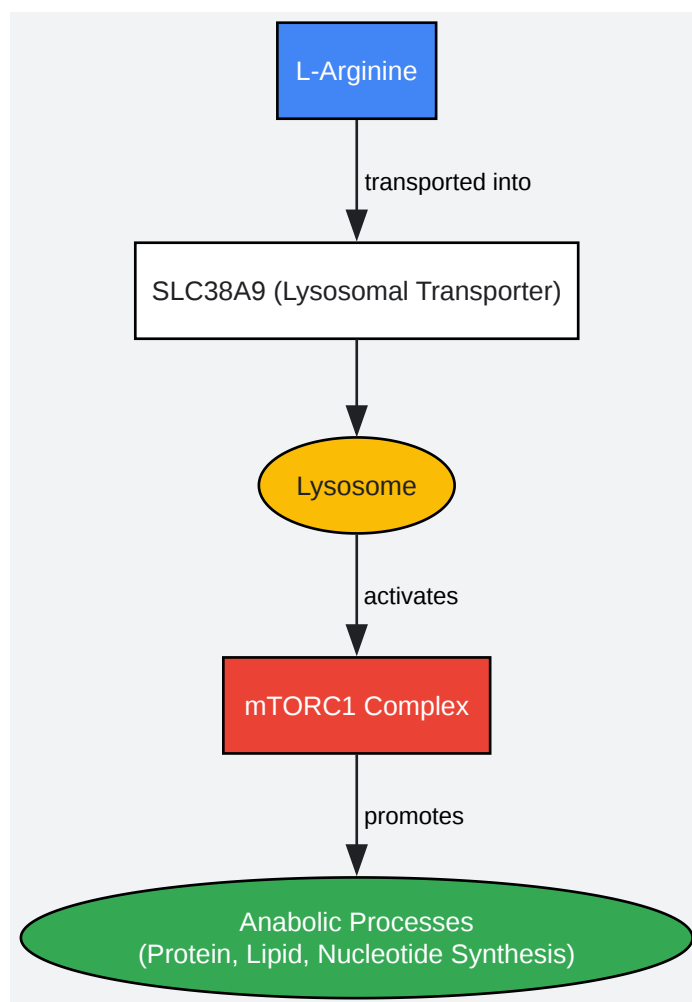 L-Arginine
transported into
SLC38A9 (Lysosomal Transporter)
Lysosome
activates
mTORC1 Complex
promotes
Anabolic Processes
(Protein, Lipid, Nucleotide Synthesis)